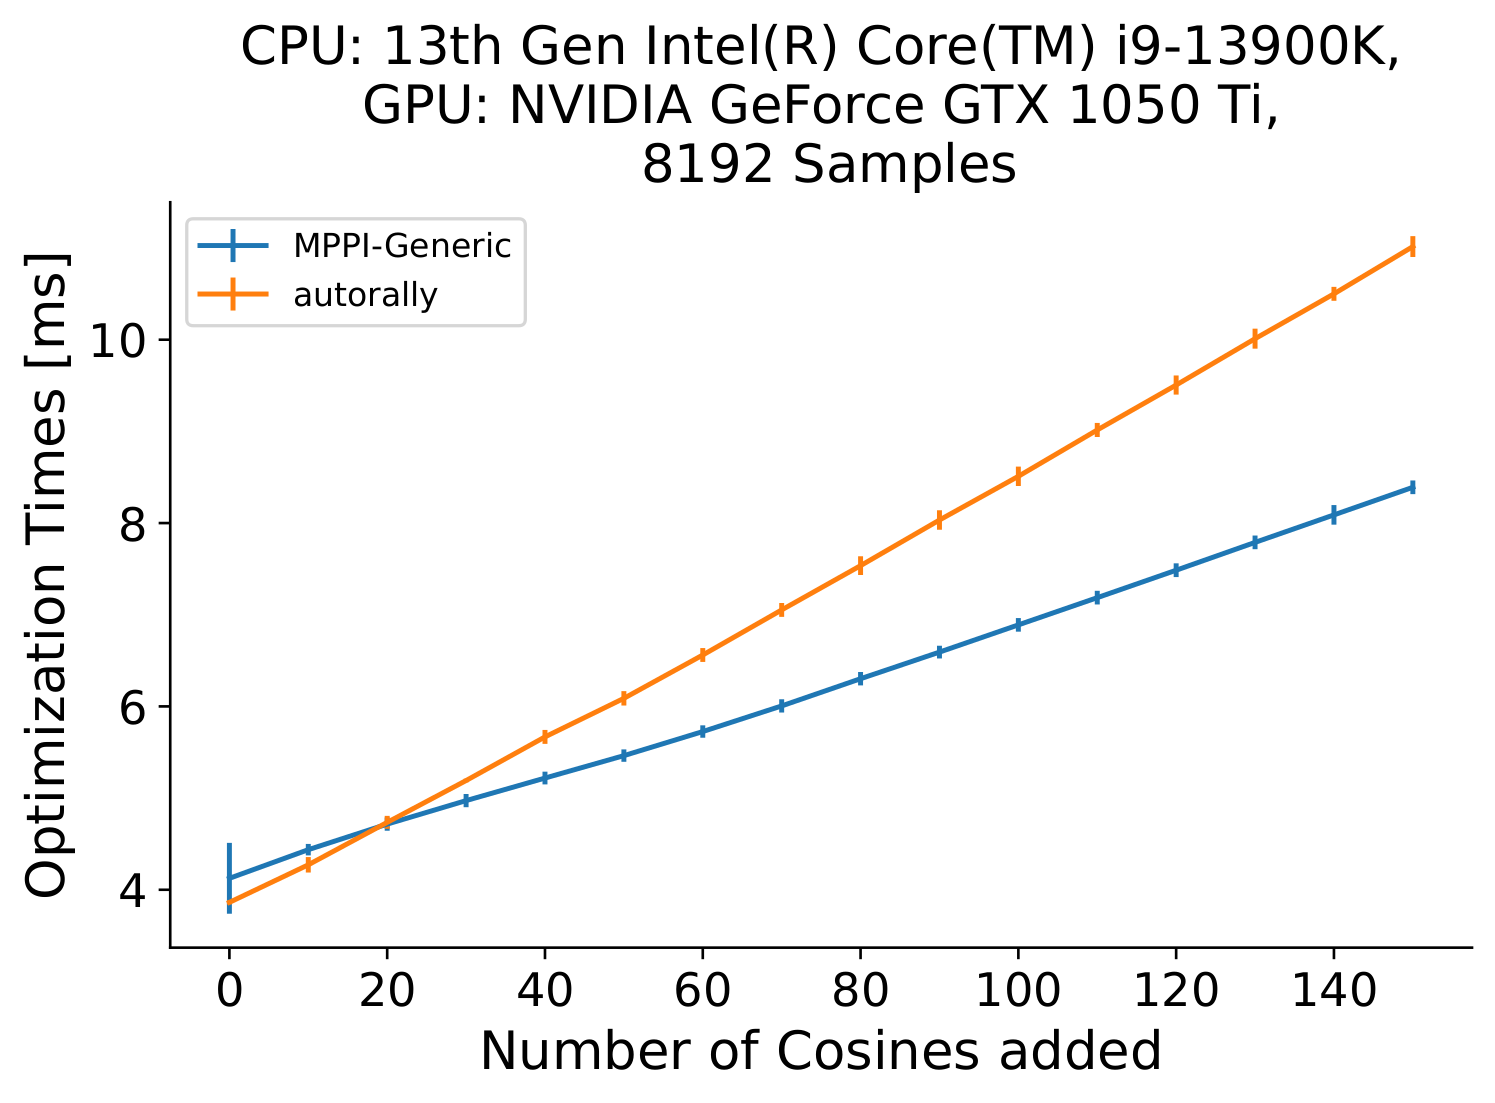 CPU: 13th Gen Intel(R) Core(TM) i9-13900K,
GPU: NVIDIA GeForce GTX 1050 Ti,
8192 Samples
MPPI-Generic
autorally
Optimization Times [ms]
10
8
6
4
0 20 40 60 80 100 120 140
Number of Cosines added